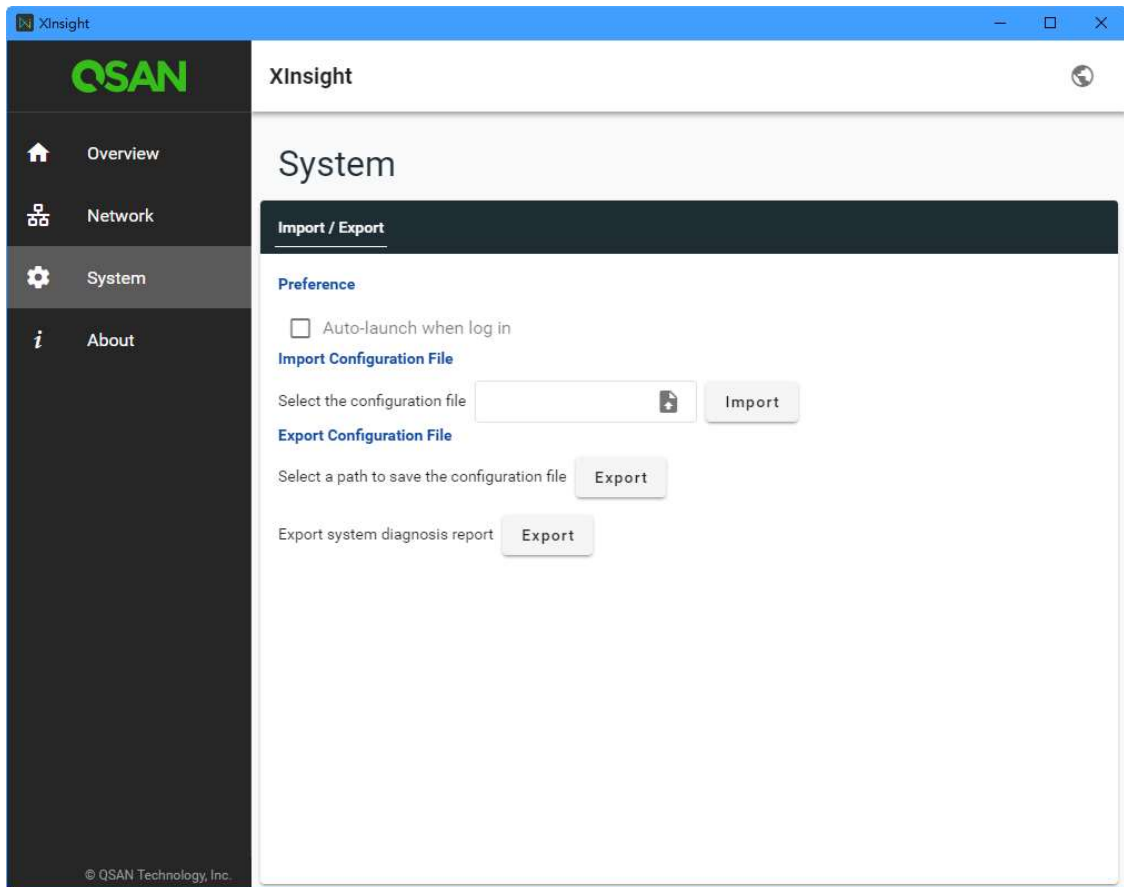 XInsight
QSAN
XInsight
Overview
Network
System
About
© QSAN Technology, Inc.
System
Import / Export
Preference
Auto-launch when log in
Import Configuration File
Select the configuration file Import
Export Configuration File
Select a path to save the configuration file Export
Export system diagnosis report Export